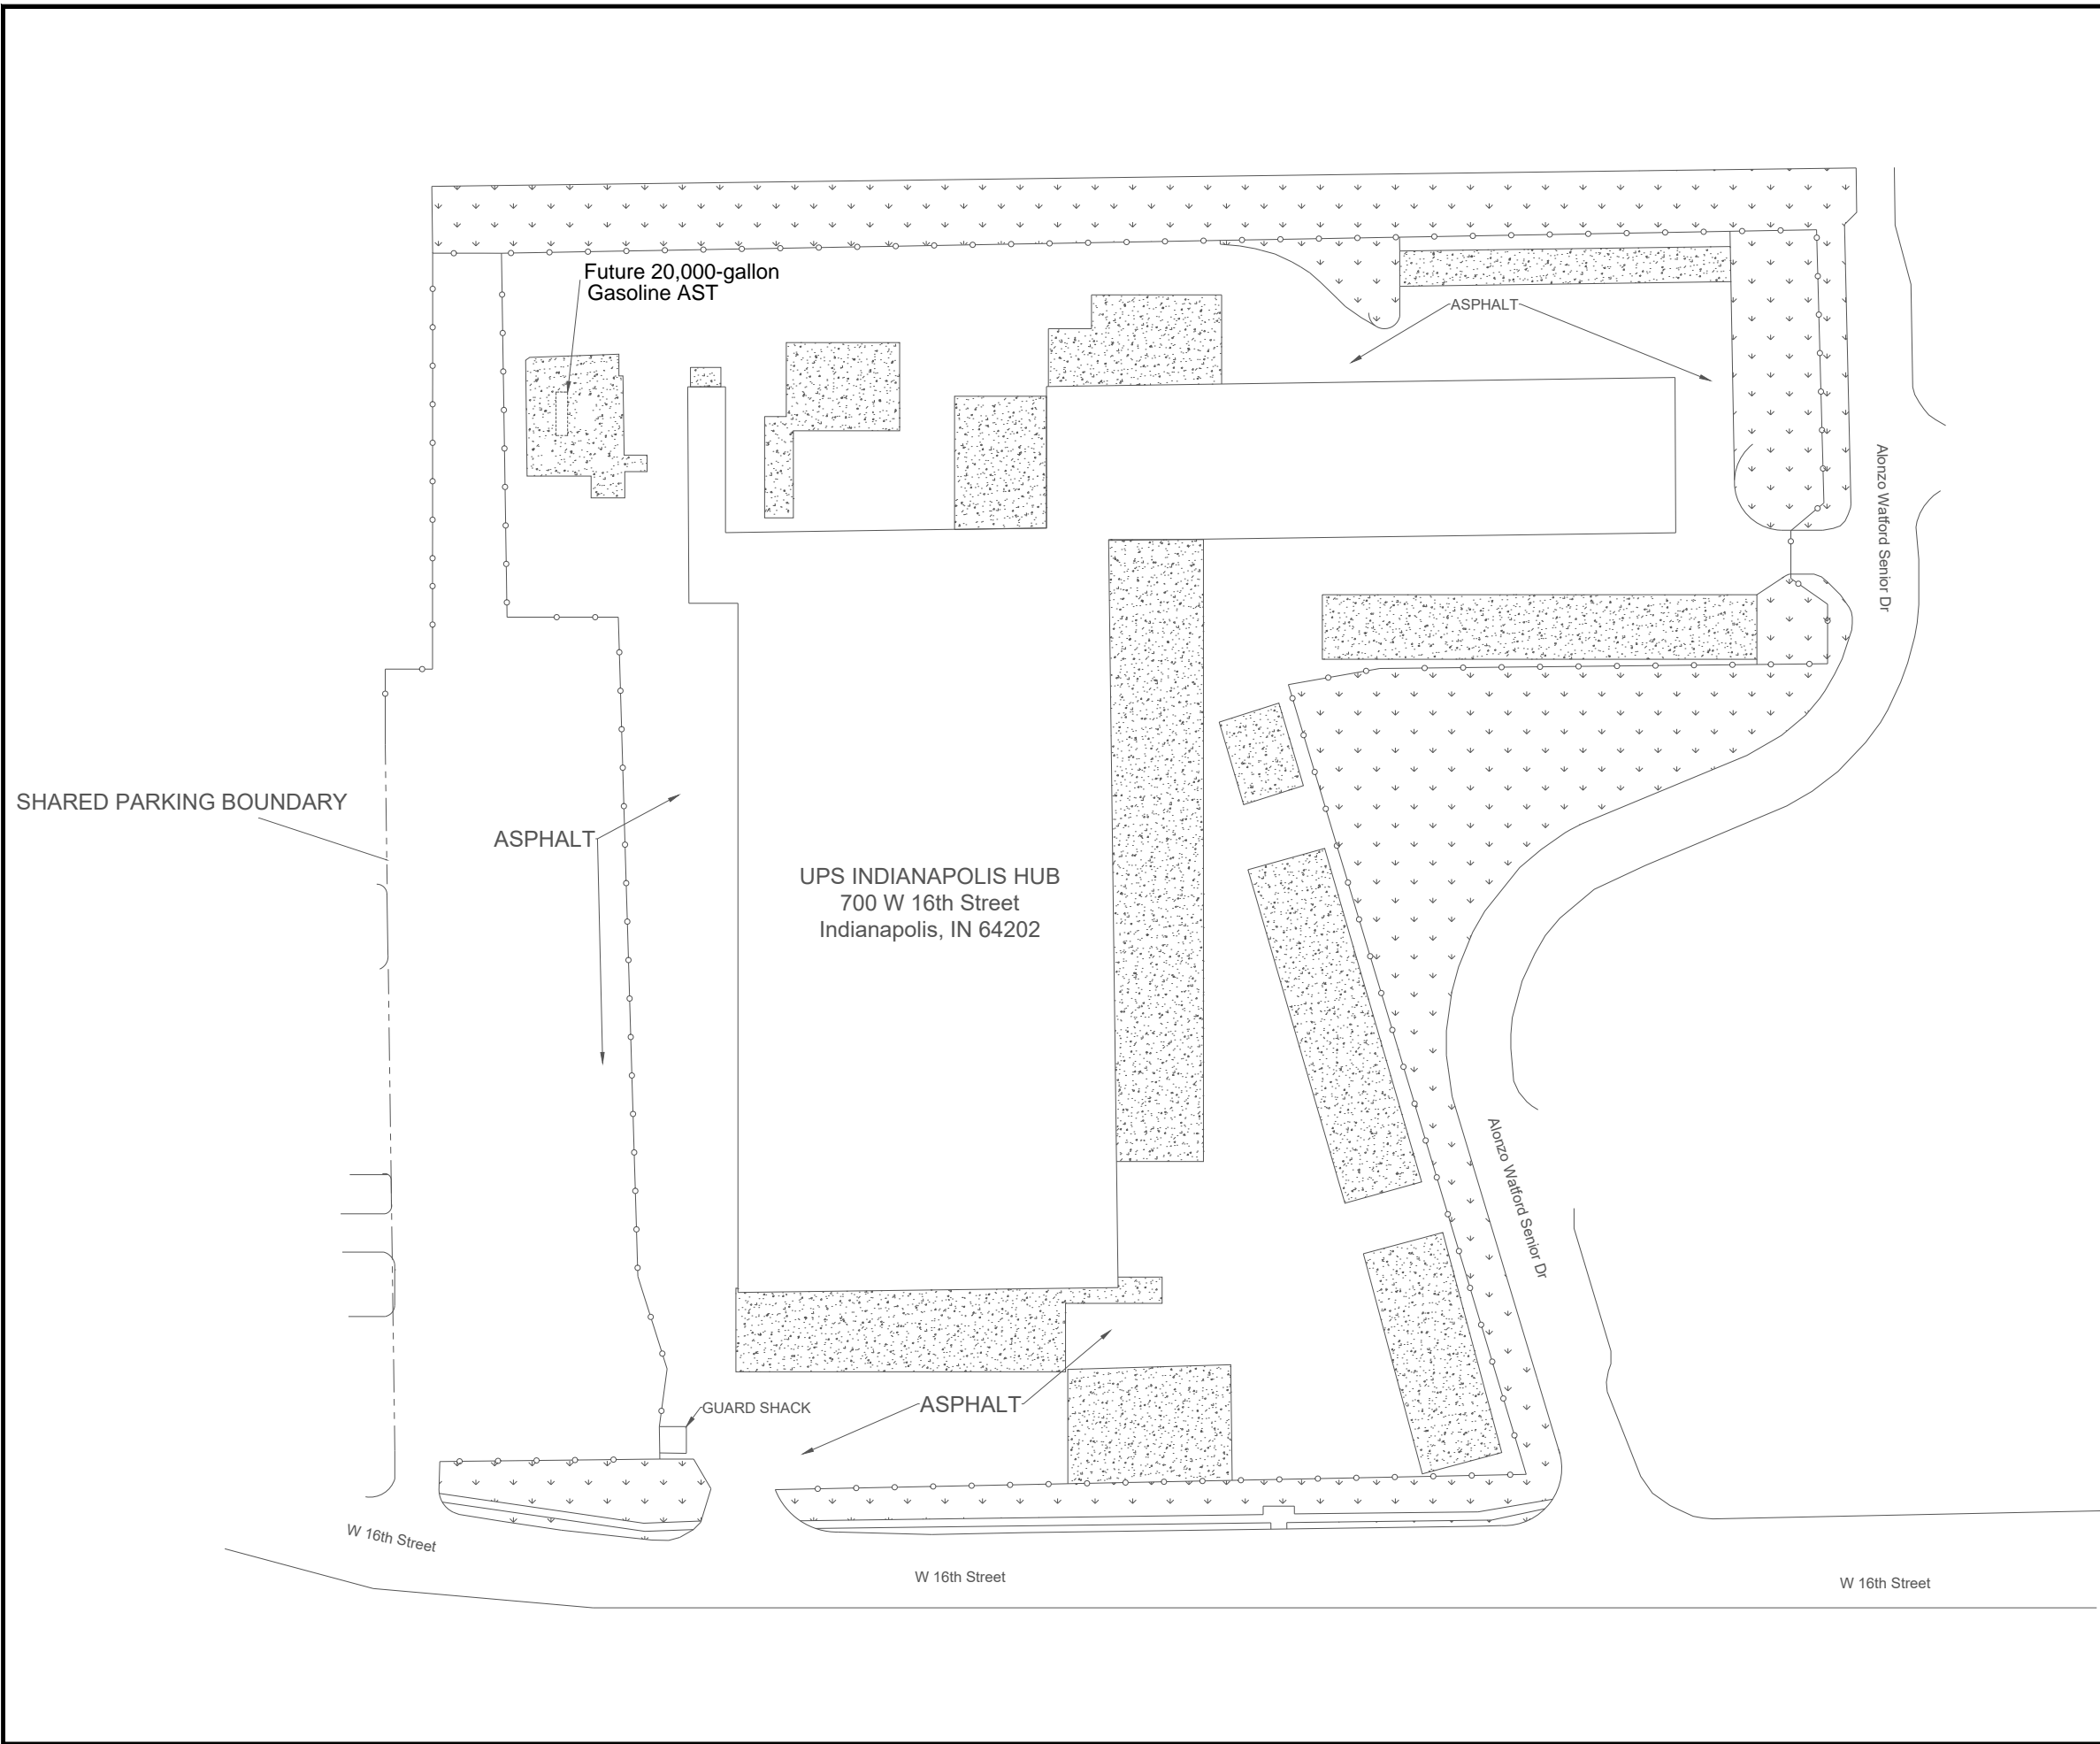 Future 20,000-gallon
Gasoline AST
ASPHALT
Alonzo Watford Senior Dr
SHARED PARKING BOUNDARY
ASPHALT
UPS INDIANAPOLIS HUB
700 W 16th Street
Indianapolis, IN 64202
Alonzo Watford Senior Dr
GUARD SHACK
ASPHALT
W 16th Street
W 16th Street
W 16th Street